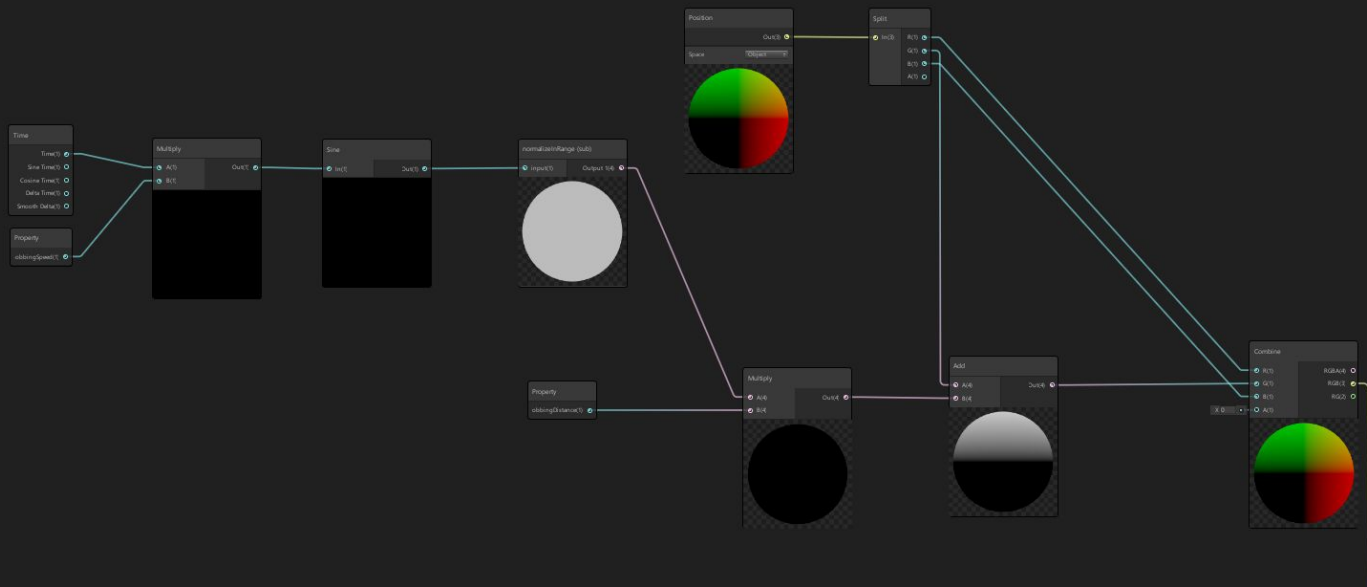 Position
Out(3)
Space
Object
Split
In(3)
R(1)
G(1)
B(1)
A(1)
Time
Time(1)
Sine Time(1)
Cosine Time(1)
Delta Time(1)
Smooth Delta(1)
Property
obbingSpeed(1)
Multiply
A(1)
Out(1)
B(1)
Sine
In(1)
Out(1)
normalizeInRange (sub)
input(1)
Output 1(4)
Property
obbingDistance(1)
Multiply
A(4)
Out(4)
B(4)
Add
A(4)
Out(4)
B(4)
Combine
R(1)
RGBA(4)
G(1)
RGB(3)
B(1)
RG(2)
X 0
A(1)